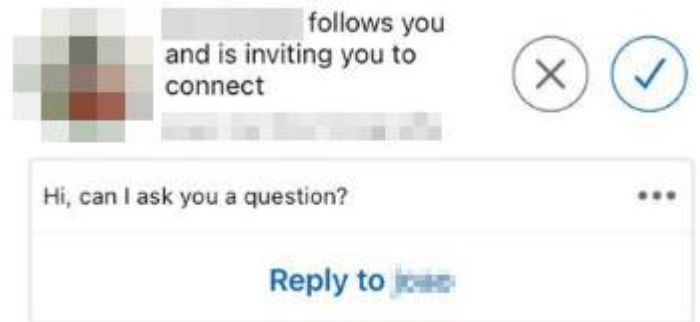 follows you
and is inviting you to
connect
Hi, can I ask you a question?
Reply to